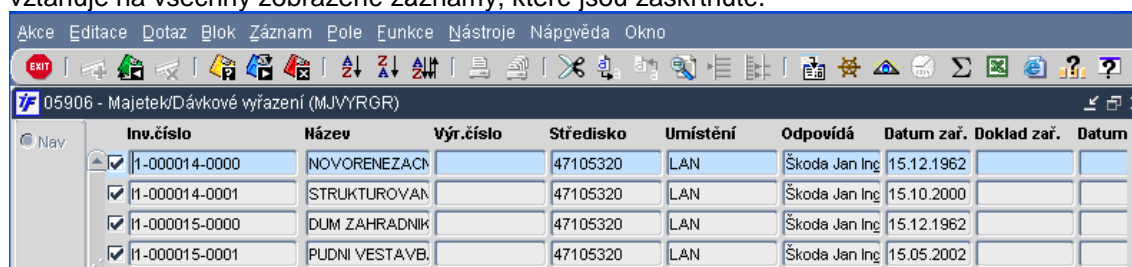 vztahuje na všechny zobrazené záznamy, které jsou zaškrtnuté.
Akce Editace Dotaz Blok Záznam Pole Funkce Nástroje Nápověda Okno
EXIT
iF 05906 - Majetek/Dávkové vyřazení (MJVYRGR)
Nav Inv.číslo Název Výr.číslo Středisko Umístění Odpovídá Datum zař. Doklad zař. Datum
I1-000014-0000 NOVORENEZACN 47105320 LAN Škoda Jan Ing 15.12.1962
I1-000014-0001 STRUKTUROVAN 47105320 LAN Škoda Jan Ing 15.10.2000
I1-000015-0000 DUM ZAHRADNIK 47105320 LAN Škoda Jan Ing 15.12.1962
I1-000015-0001 PUDNI VESTAVB. 47105320 LAN Škoda Jan Ing 15.05.2002